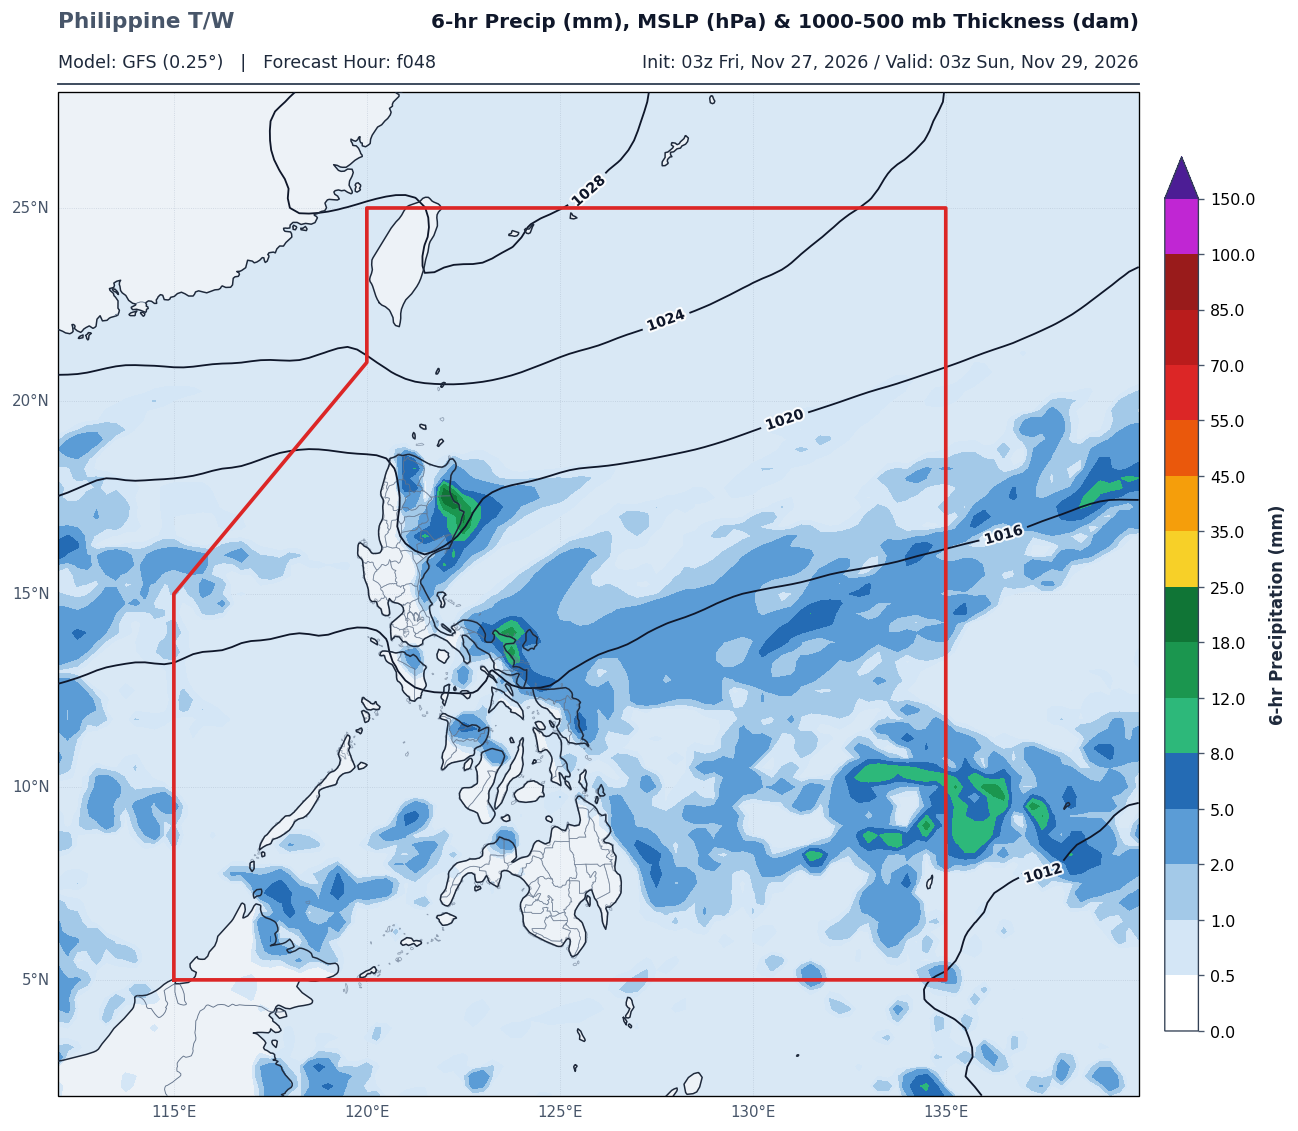 Philippine T/W
6-hr Precip (mm), MSLP (hPa) & 1000-500 mb Thickness (dam)
Model: GFS (0.25°) | Forecast Hour: f048
Init: 03z Fri, Nov 27, 2026 / Valid: 03z Sun, Nov 29, 2026
25°N
20°N
15°N
10°N
5°N
115°E
120°E
125°E
130°E
135°E
1028
1024
1020
1016
1012
150.0
100.0
85.0
70.0
55.0
45.0
35.0
25.0
18.0
12.0
8.0
5.0
2.0
1.0
0.5
0.0
6-hr Precipitation (mm)